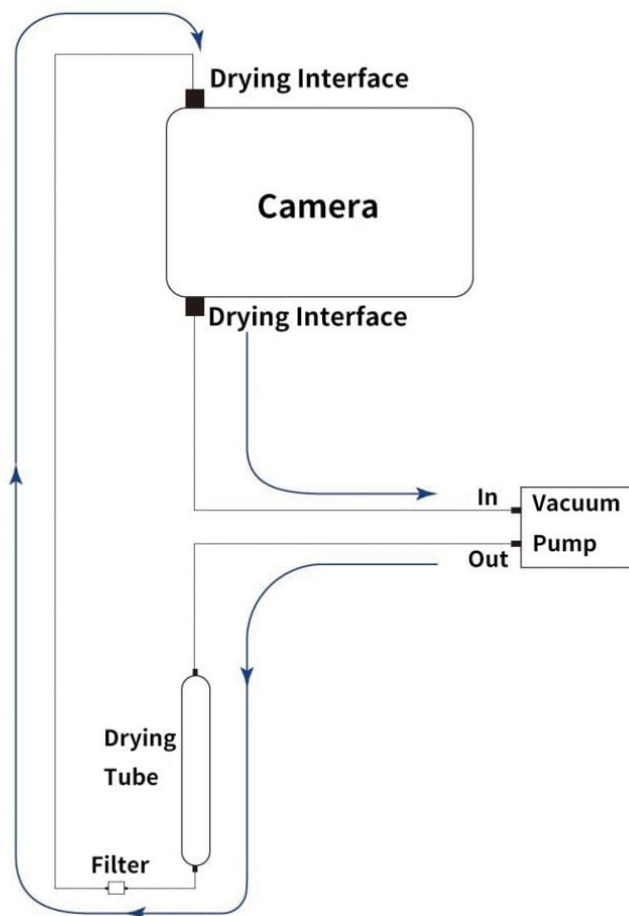 Drying Interface
Camera
Drying Interface
In
Vacuum
Pump
Out
Drying
Tube
Filter